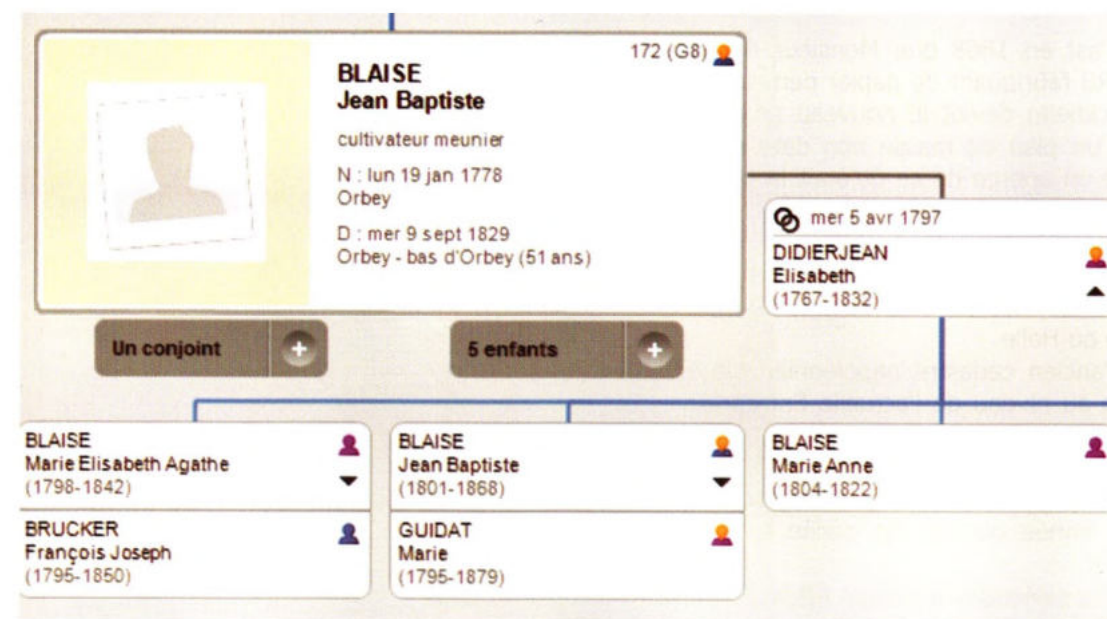 172 (G8)
BLAISE
Jean Baptiste
cultivateur meunier
N : lun 19 jan 1778
Orbey
D : mer 9 sept 1829
Orbey - bas d'Orbey (51 ans)
mer 5 avr 1797
DIDIERJEAN
Elisabeth
(1767-1832)
Un conjoint
5 enfants
BLAISE
Marie Elisabeth Agathe
(1798-1842)
BRUCKER
François Joseph
(1795-1850)
BLAISE
Jean Baptiste
(1801-1868)
GUIDAT
Marie
(1795-1879)
BLAISE
Marie Anne
(1804-1822)